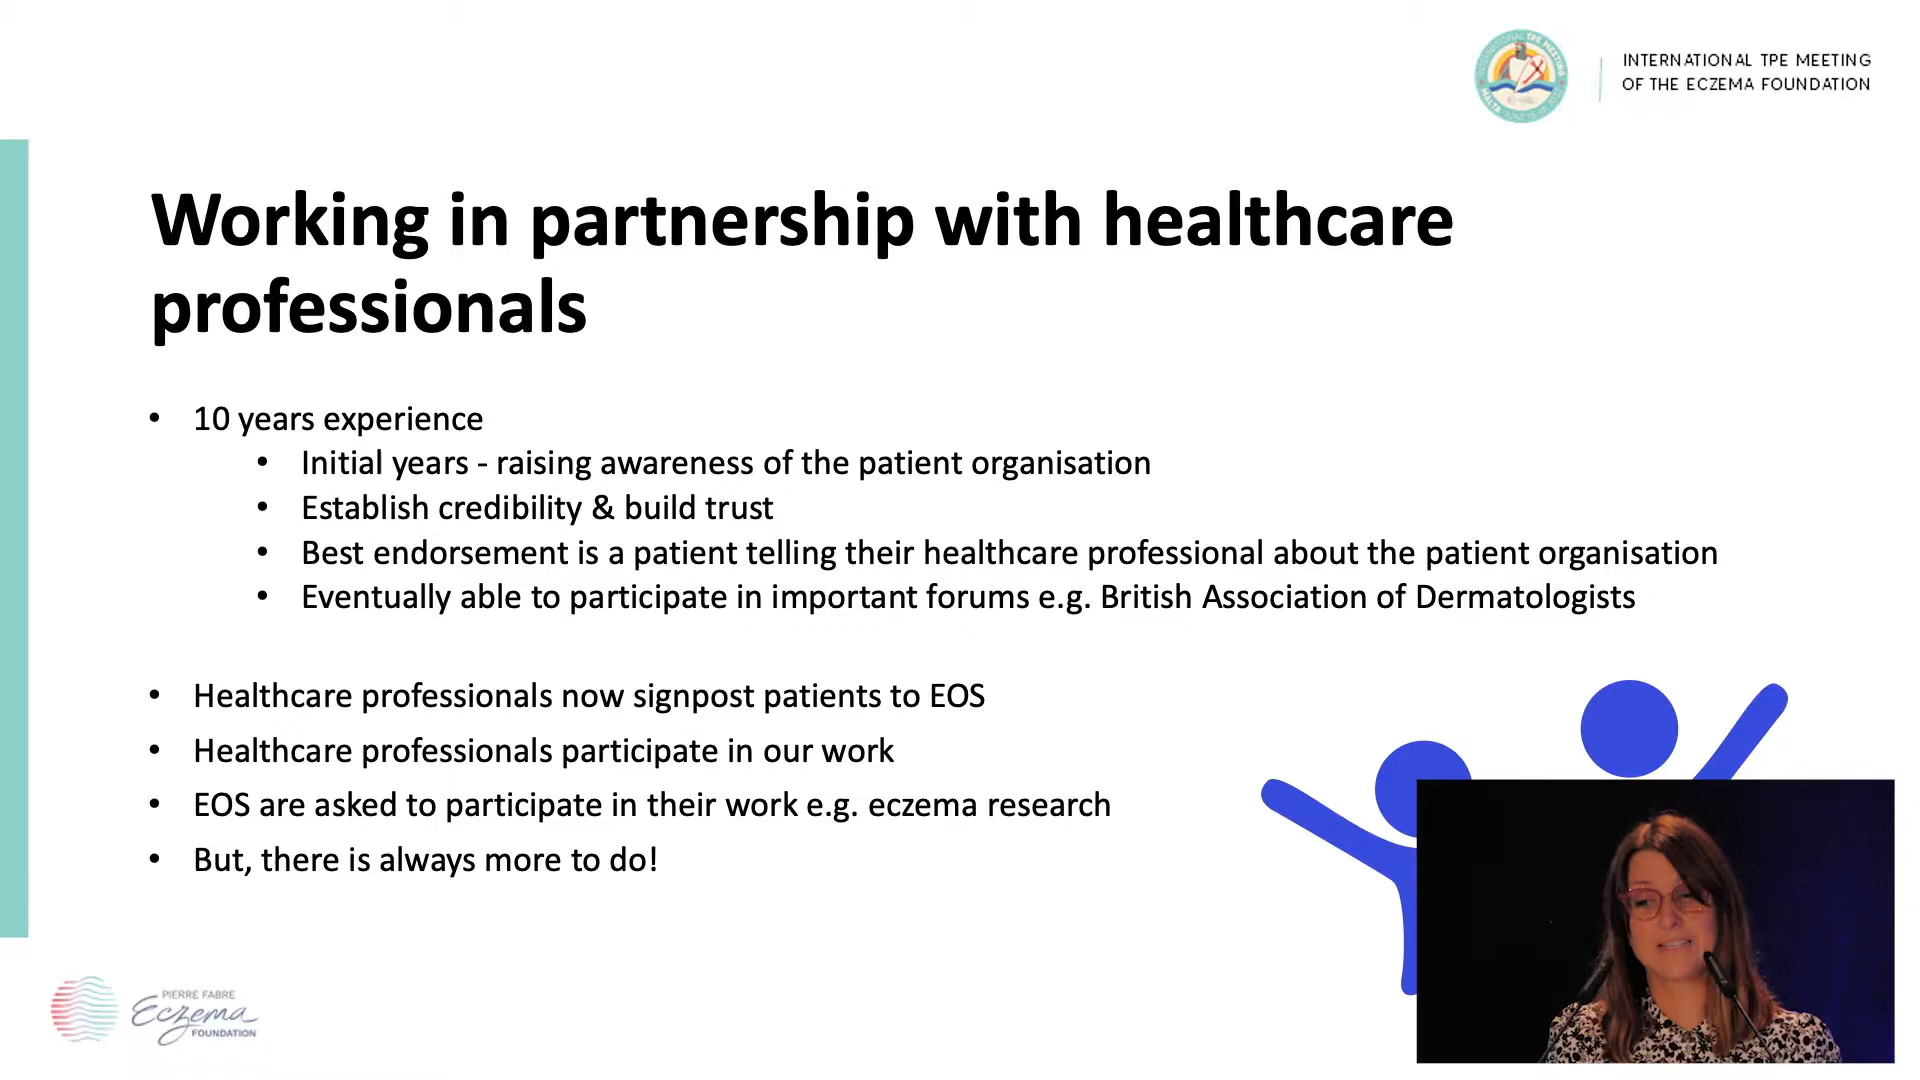 INTERNATIONAL TPE MEETING
OF THE ECZEMA FOUNDATION
INTERNATIONAL TPE MEETING
MALTA
Working in partnership with healthcare
professionals
• 10 years experience
• Initial years - raising awareness of the patient organisation
• Establish credibility & build trust
• Best endorsement is a patient telling their healthcare professional about the patient organisation
• Eventually able to participate in important forums e.g. British Association of Dermatologists
• Healthcare professionals now signpost patients to EOS
• Healthcare professionals participate in our work
• EOS are asked to participate in their work e.g. eczema research
• But, there is always more to do!
PIERRE FABRE
Eczema
FOUNDATION